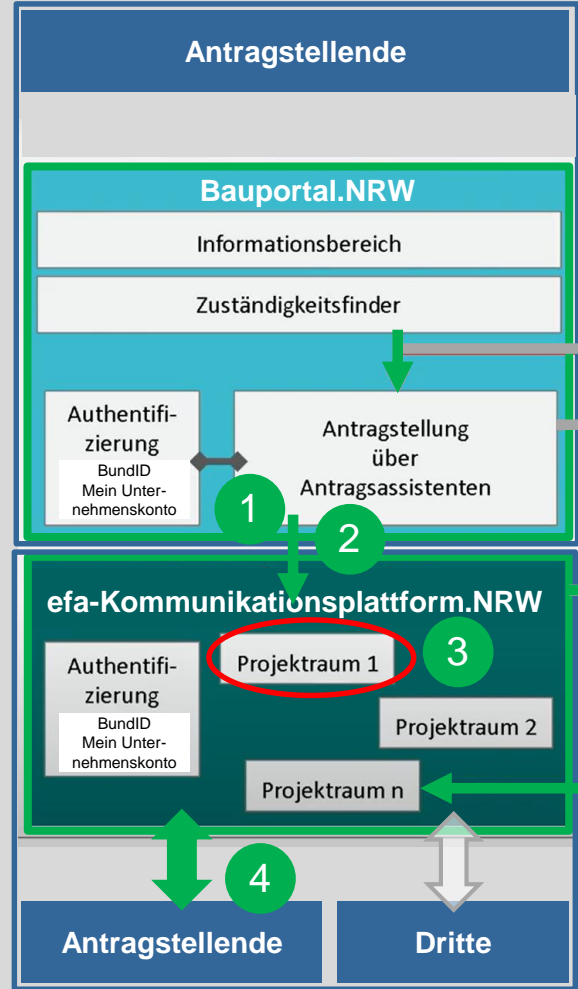 Antragstellende
Bauportal.NRW
Informationsbereich
Zuständigkeitsfinder
Authentifi-
zierung
BundID
Mein Unter-
nehmenskonto
Antragstellung
über
Antragsassistenten
1
2
efa-Kommunikationsplattform.NRW
Authentifi-
zierung
BundID
Mein Unter-
nehmenskonto
Projektraum 1
3
Projektraum 2
Projektraum n
4
Antragstellende
Dritte